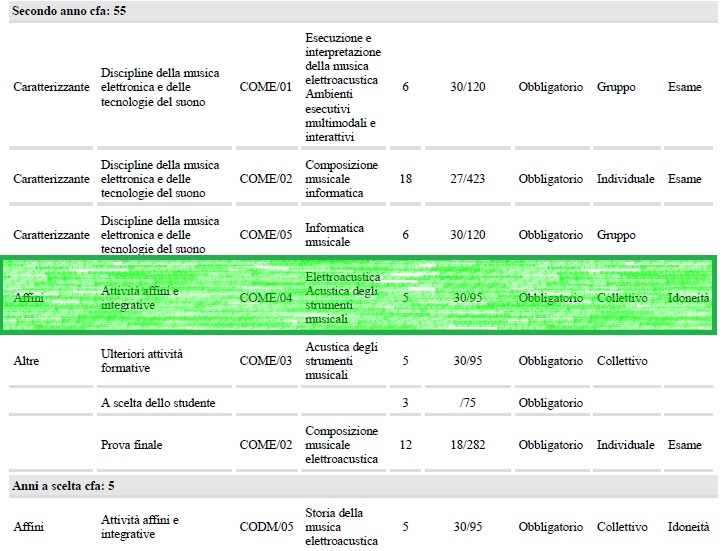 Secondo anno cfa: 55
Caratterizzante Discipline della musica elettronica e delle tecnologie del suono COME/01 Esecuzione e interpretazione della musica elettroacustica Ambienti esecutivi multimodali e interattivi 6 30/120 Obbligatorio Gruppo Esame
Caratterizzante Discipline della musica elettronica e delle tecnologie del suono COME/02 Composizione musicale informatica 18 27/423 Obbligatorio Individuale Esame
Caratterizzante Discipline della musica elettronica e delle tecnologie del suono COME/05 Informatica musicale 6 30/120 Obbligatorio Gruppo
Affini Attività affini e integrative COME/04 Elettroacustica Acustica degli strumenti musicali 5 30/95 Obbligatorio Collettivo Idoneità
Altre Ulteriori attività formative COME/03 Acustica degli strumenti musicali 5 30/95 Obbligatorio Collettivo
A scelta dello studente 3 /75 Obbligatorio
Prova finale COME/02 Composizione musicale elettroacustica 12 18/282 Obbligatorio Individuale Esame
Anni a scelta cfa: 5
Affini Attività affini e integrative CODM/05 Storia della musica elettroacustica 5 30/95 Obbligatorio Collettivo Idoneità